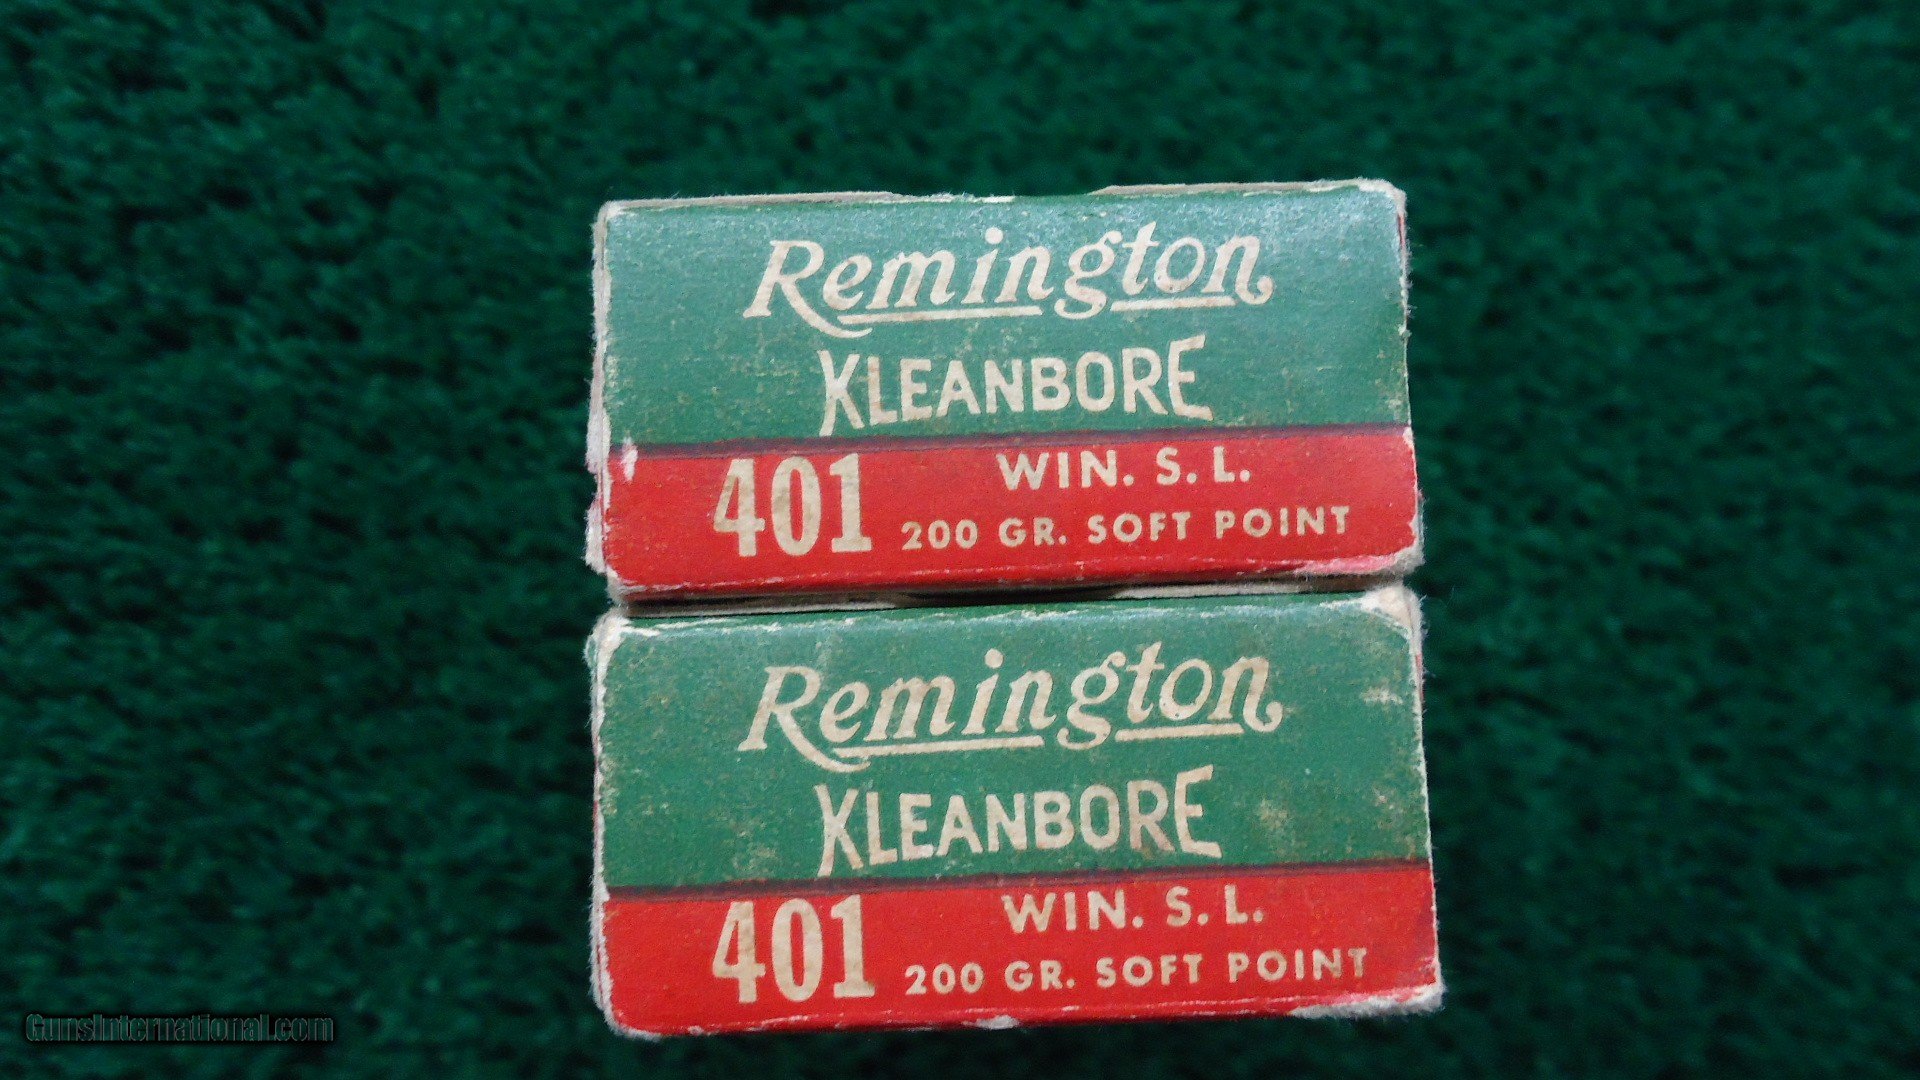 Remington
KLEANBORE
401 WIN. S. L.
200 GR. SOFT POINT
Remington
KLEANBORE
401 WIN. S. L.
200 GR. SOFT POINT
GunsInternational.com